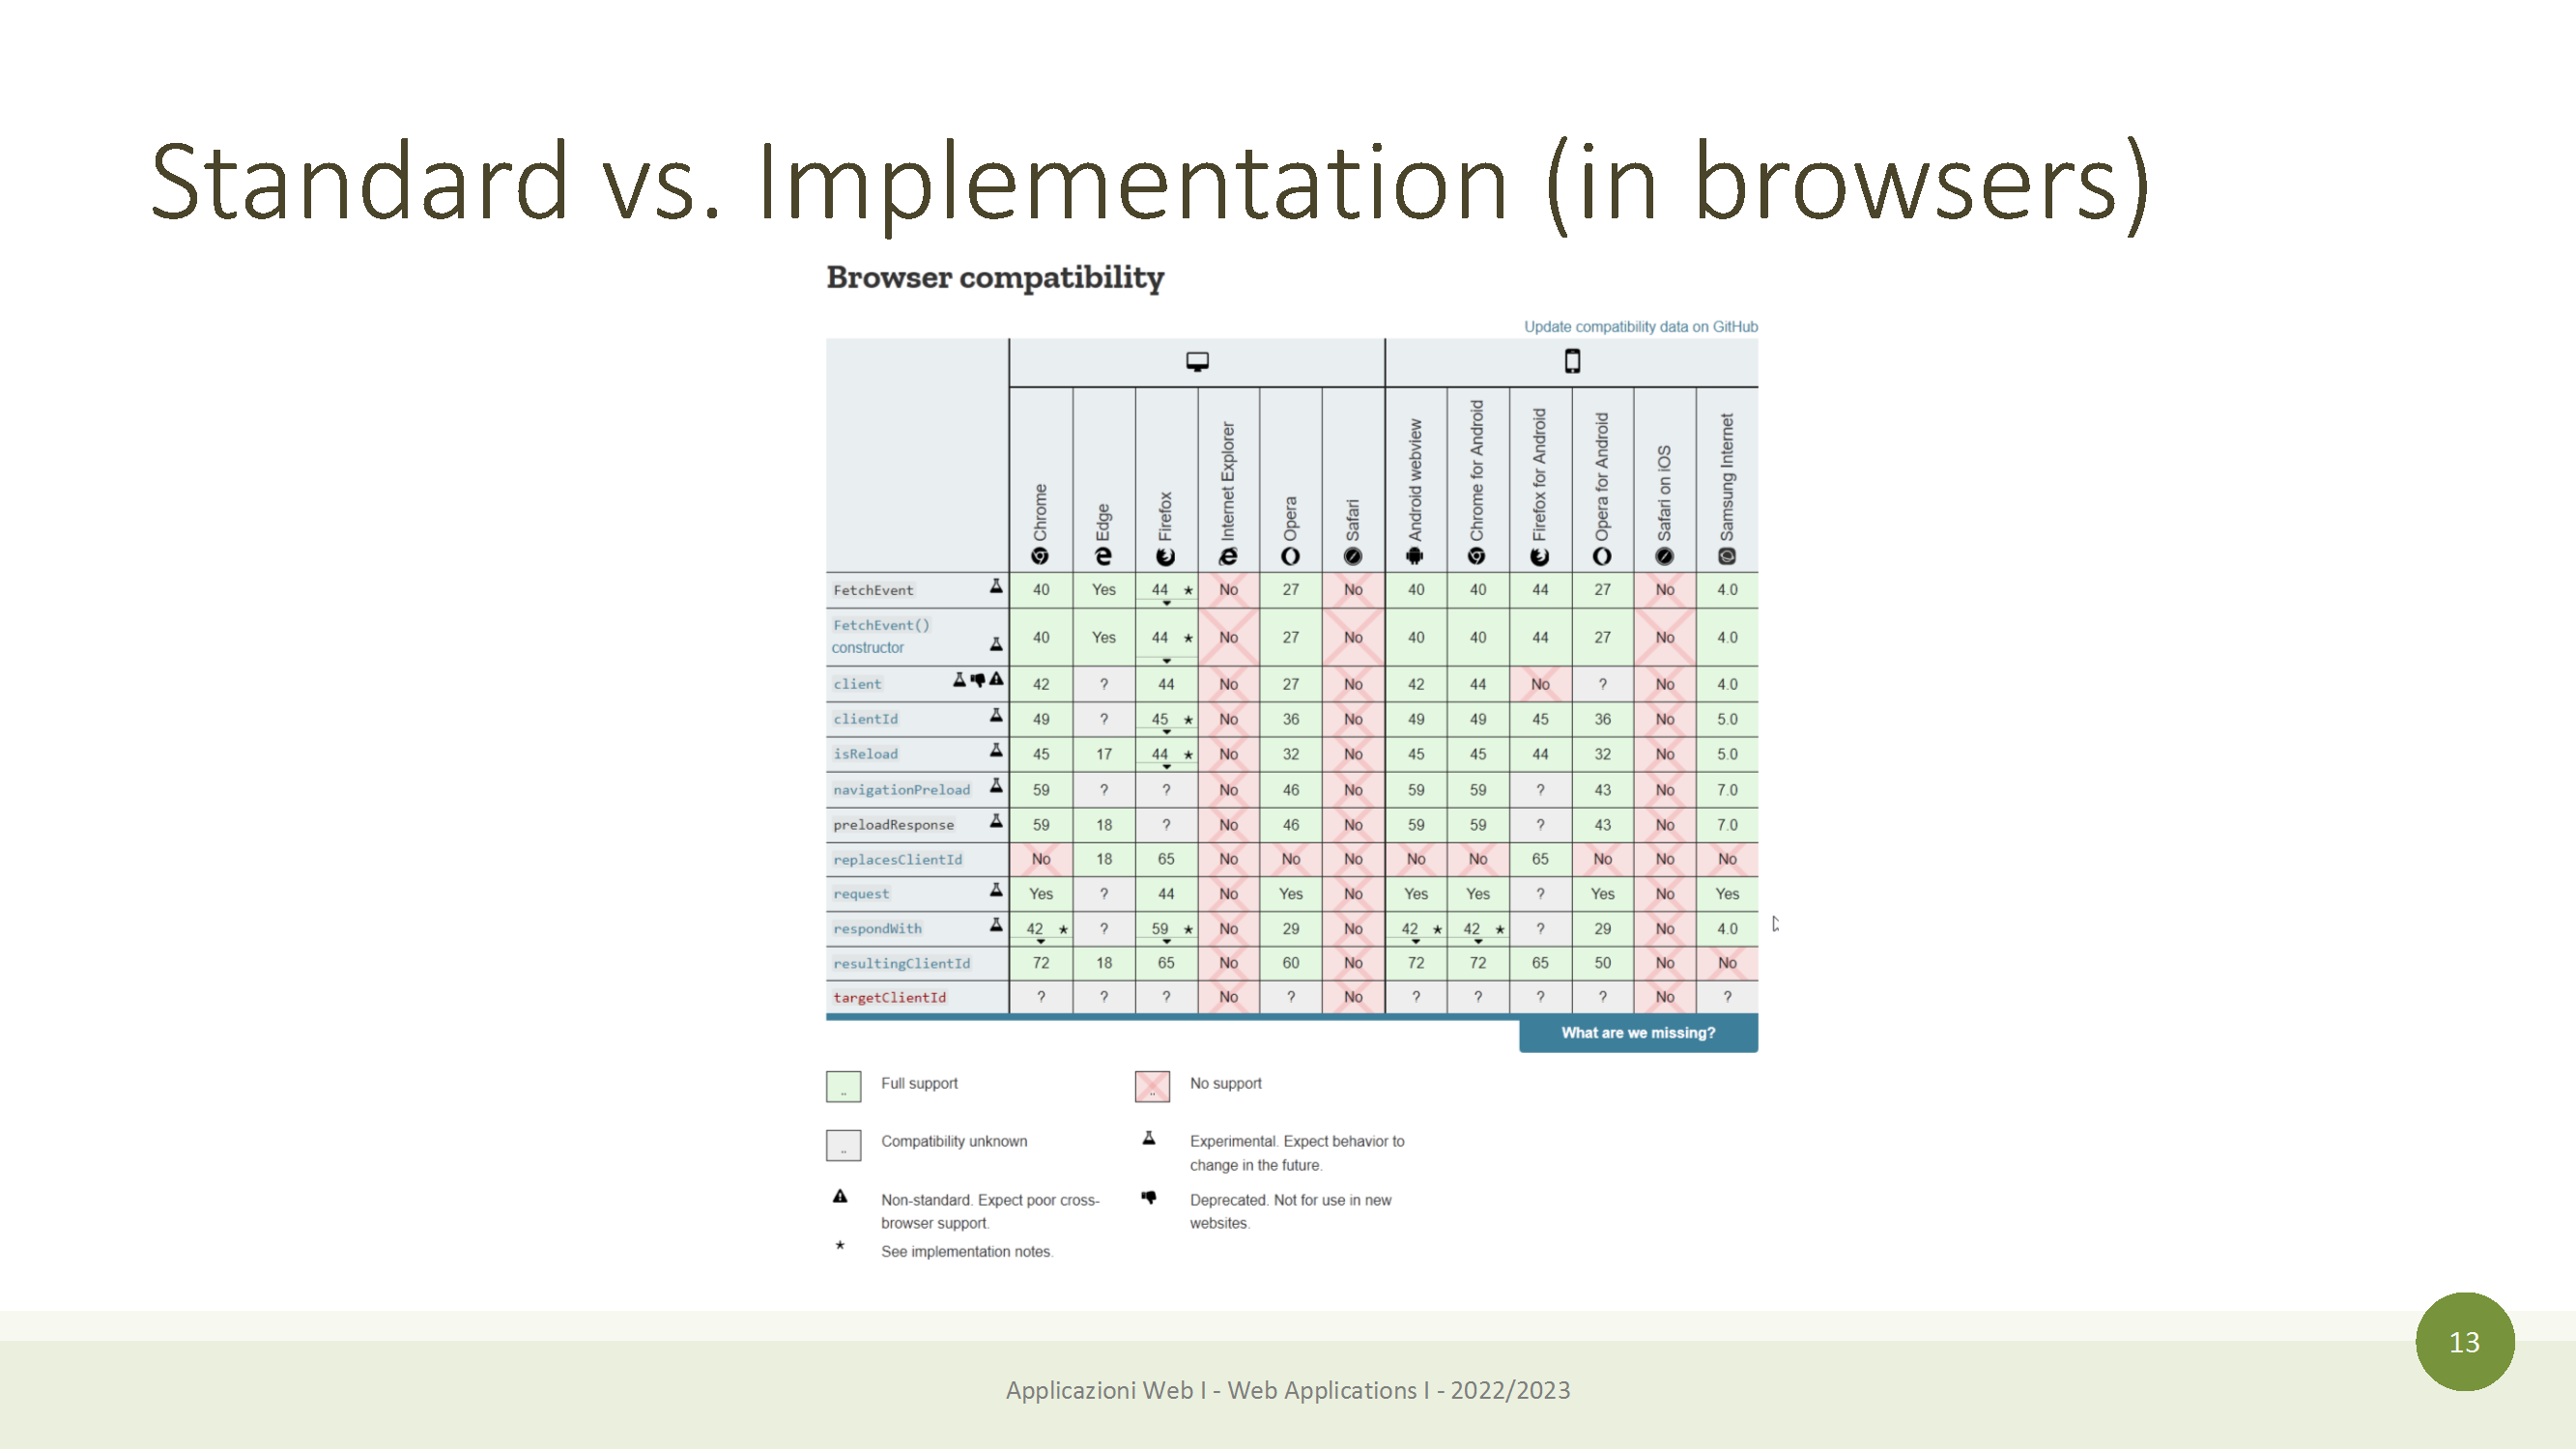 Standard vs. Implementation (in browsers)
Browser compatibility
Update compatibility data on GitHub
Chrome Edge Firefox Internet Explorer Opera Safari Android webview Chrome for Android Firefox for Android Opera for Android Safari on iOS Samsung Internet
FetchEvent 40 Yes 44 * No 27 No 40 40 44 27 No 4.0
FetchEvent()
constructor 40 Yes 44 * No 27 No 40 40 44 27 No 4.0
client 42 ? 44 No 27 No 42 44 No ? No 4.0
clientId 49 ? 45 * No 36 No 49 49 45 36 No 5.0
isReload 45 17 44 * No 32 No 45 45 44 32 No 5.0
navigationPreload 59 ? ? No 46 No 59 59 ? 43 No 7.0
preloadResponse 59 18 ? No 46 No 59 59 ? 43 No 7.0
replacesClientId No 18 65 No No No No No 65 No No No
request Yes ? 44 No Yes No Yes Yes ? Yes No Yes
respondWith 42 * ? 59 * No 29 No 42 * 42 * ? 29 No 4.0
resultingClientId 72 18 65 No 60 No 72 72 65 50 No No
targetClientId ? ? ? No ? No ? ? ? ? No ?
What are we missing?
Full support
No support
Compatibility unknown
Experimental. Expect behavior to
change in the future.
Non-standard. Expect poor cross-
browser support.
Deprecated. Not for use in new
websites.
* See implementation notes.
13
Applicazioni Web I - Web Applications I - 2022/2023